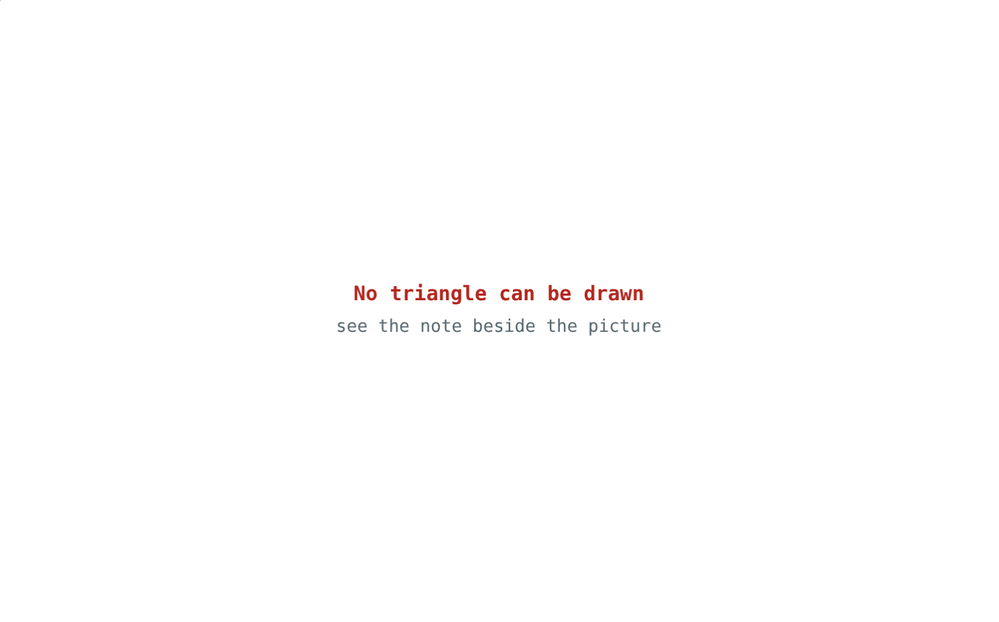 No triangle can be drawn
see the note beside the picture